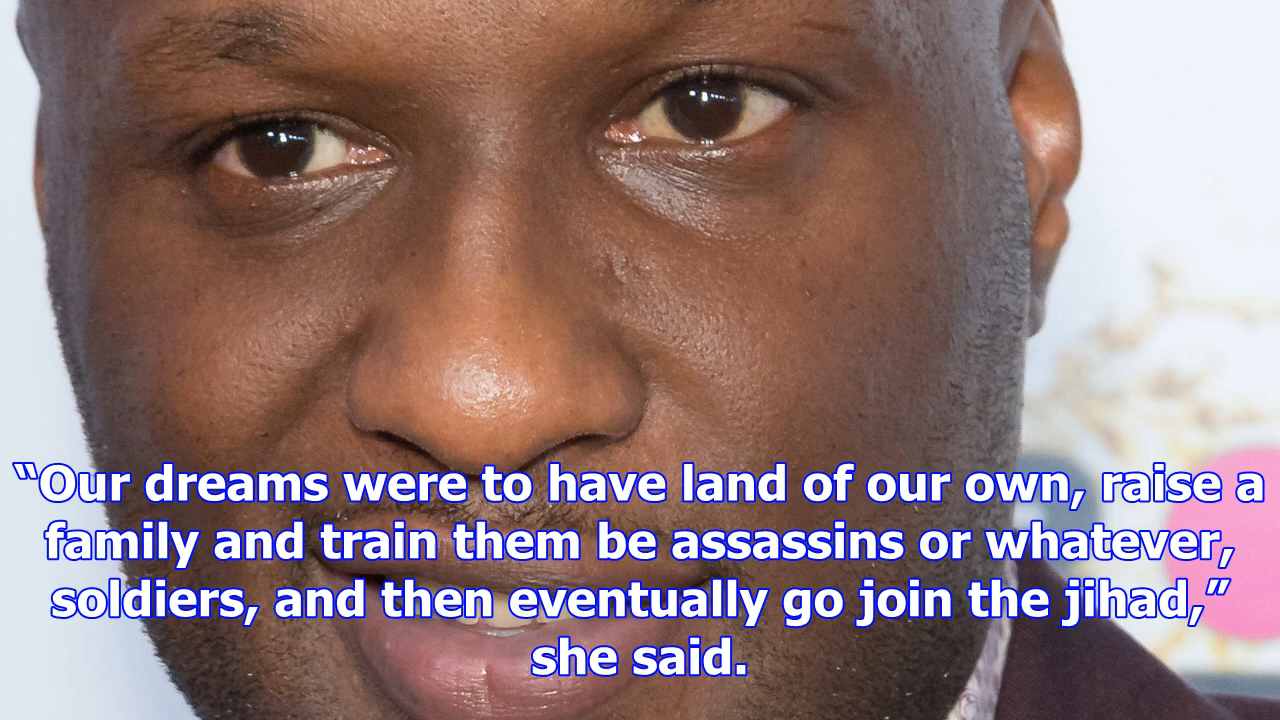 “Our dreams were to have land of our own, raise a
family and train them be assassins or whatever,
soldiers, and then eventually go join the jihad,”
she said.